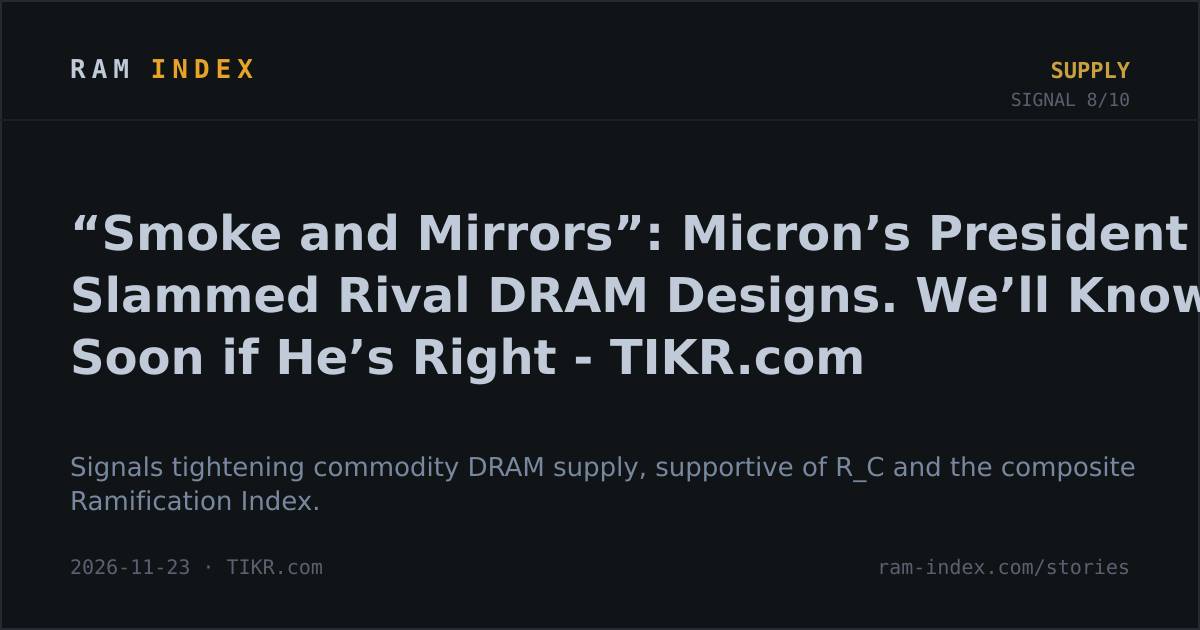 RAM INDEX
SUPPLY
SIGNAL 8/10
“Smoke and Mirrors”: Micron’s President
Slammed Rival DRAM Designs. We’ll Know
Soon if He’s Right - TIKR.com
Signals tightening commodity DRAM supply, supportive of R_C and the composite
Ramification Index.
2026-11-23 · TIKR.com
ram-index.com/stories